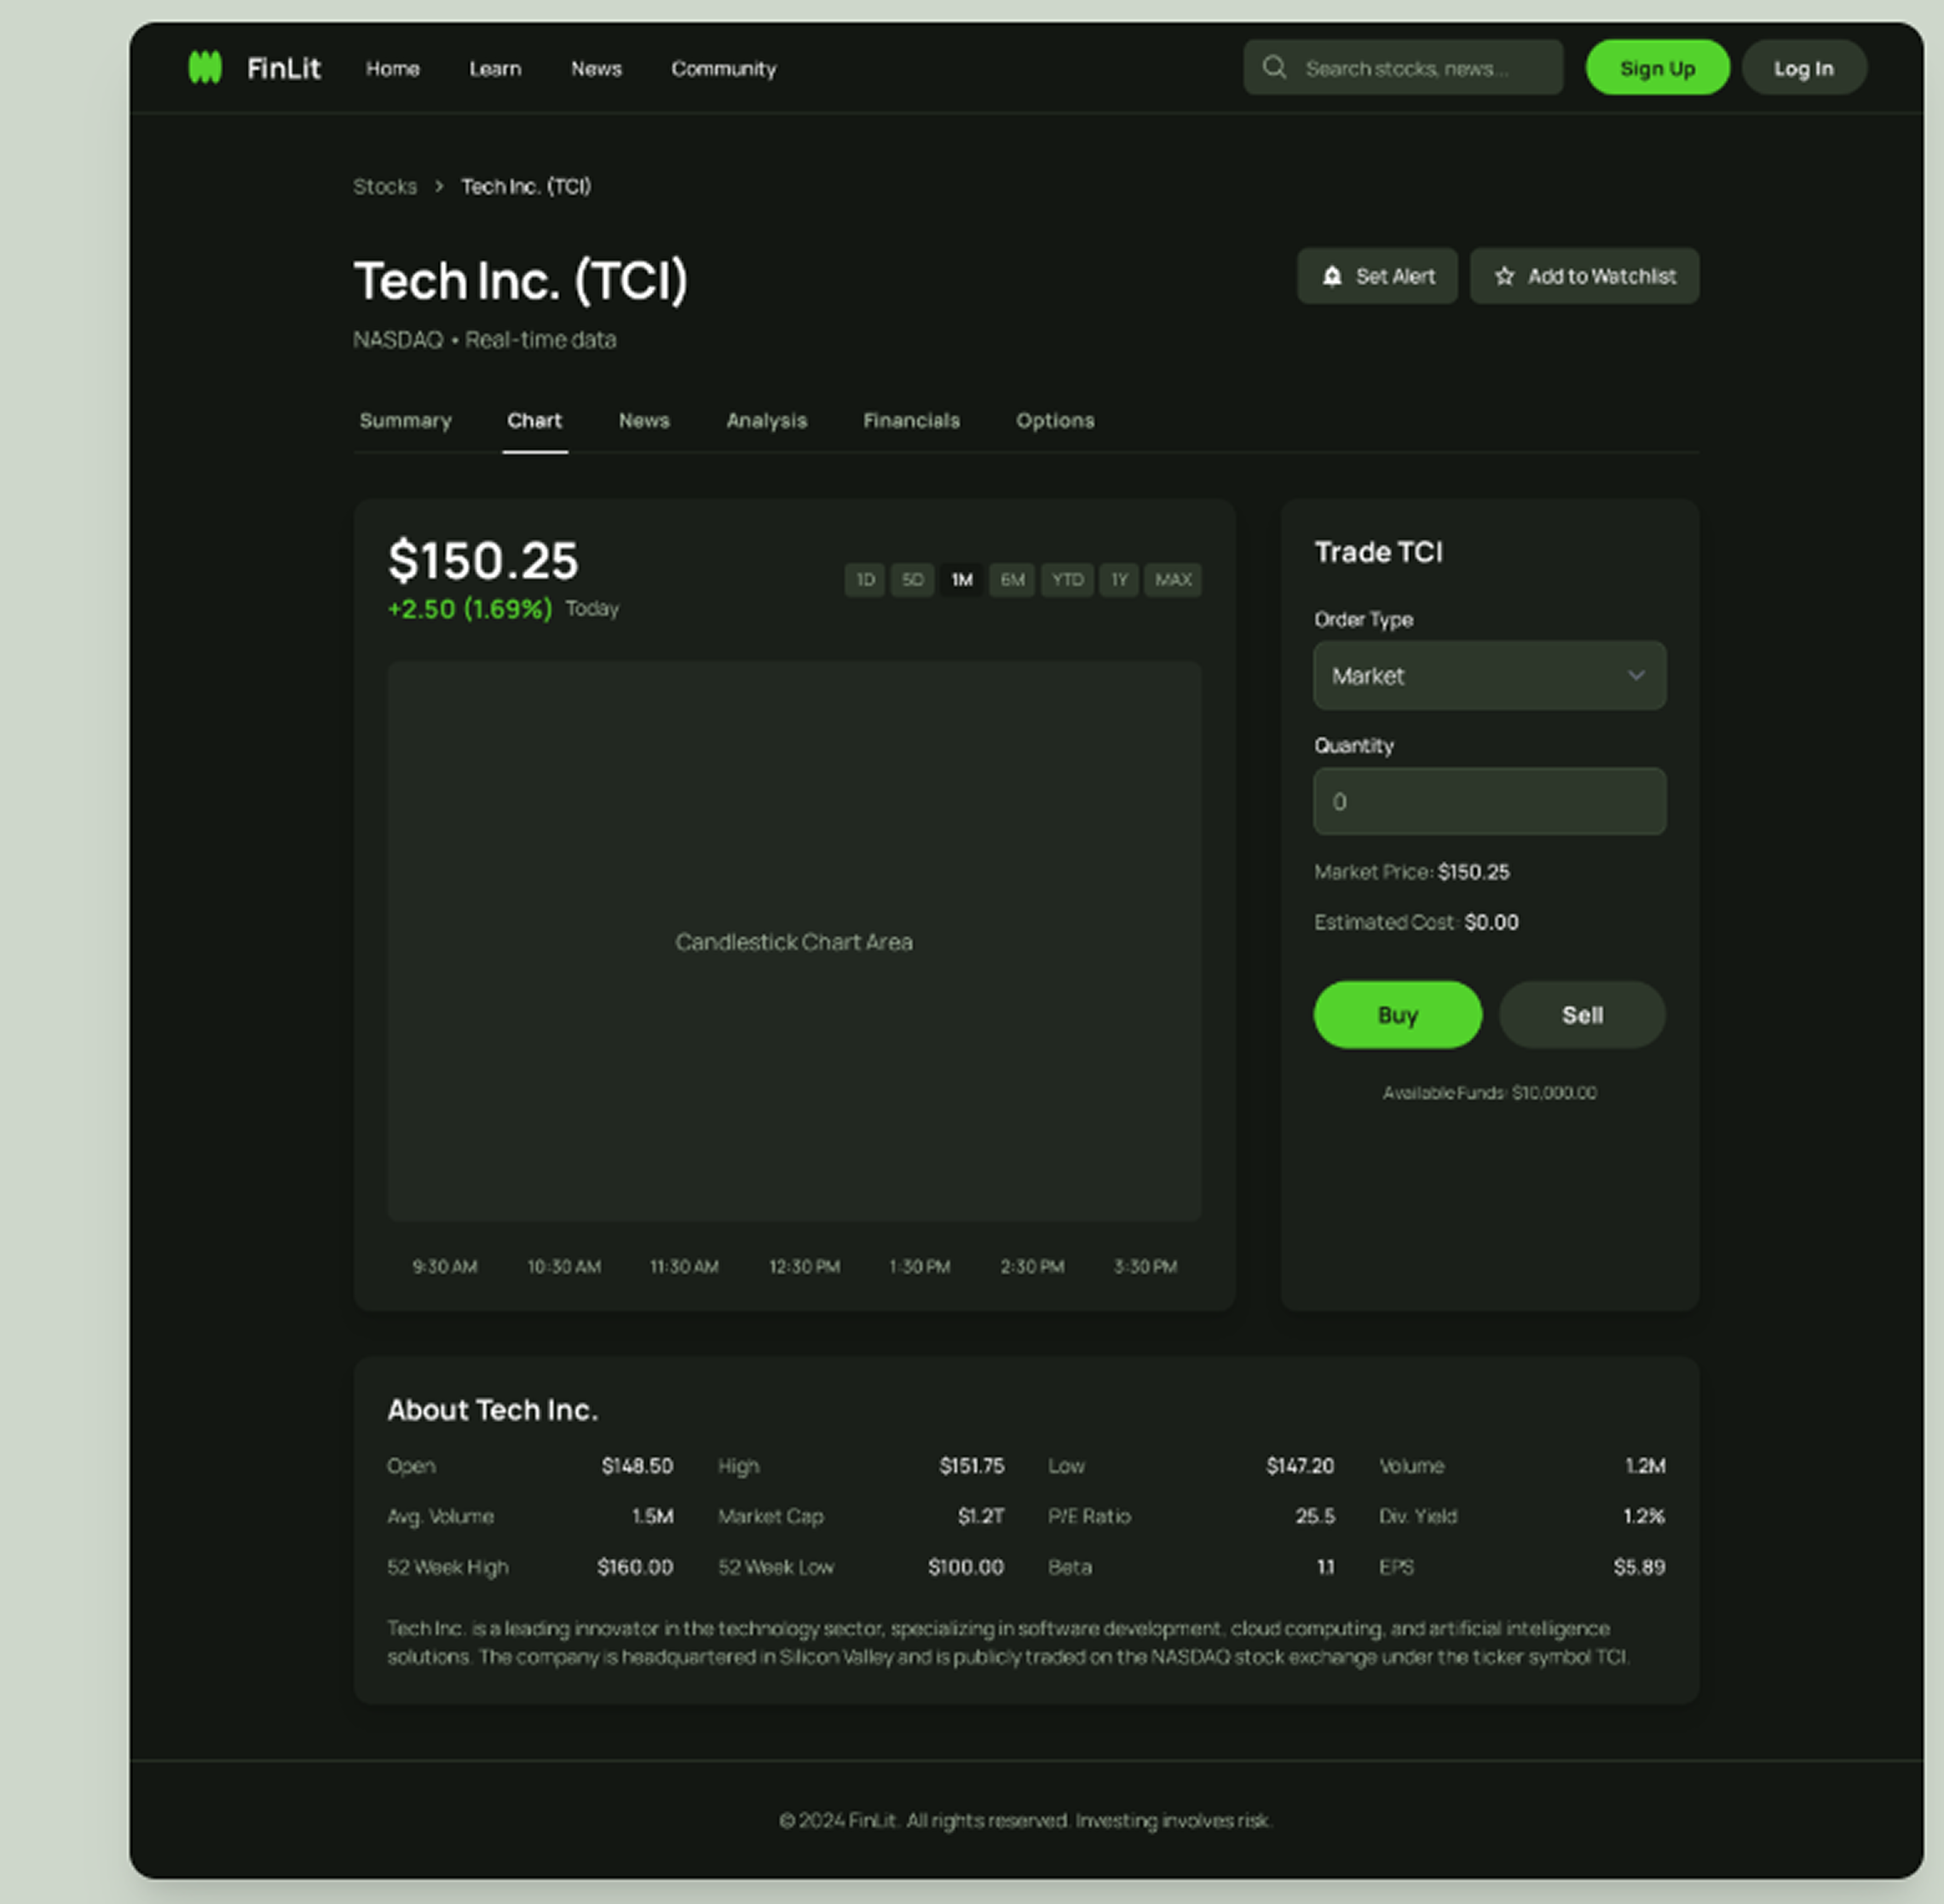 FinLit Home Learn News Community Search stocks, news... Sign Up Log In
Stocks > Tech Inc. (TCI)
Tech Inc. (TCI)
Set Alert Add to Watchlist
NASDAQ • Real-time data
Summary Chart News Analysis Financials Options
$150.25
+2.50 (1.69%) Today
1D 5D 1M 6M YTD 1Y MAX
Candlestick Chart Area
9:30 AM 10:30 AM 11:30 AM 12:30 PM 1:30 PM 2:30 PM 3:30 PM
Trade TCI
Order Type
Market
Quantity
0
Market Price: $150.25
Estimated Cost: $0.00
Buy Sell
Available Funds: $10,000.00
About Tech Inc.
Open $148.50 High $151.75 Low $147.20 Volume 1.2M
Avg. Volume 1.5M Market Cap $1.2T P/E Ratio 25.5 Div. Yield 1.2%
52 Week High $160.00 52 Week Low $100.00 Beta 1.1 EPS $5.89
Tech Inc. is a leading innovator in the technology sector, specializing in software development, cloud computing, and artificial intelligence
solutions. The company is headquartered in Silicon Valley and is publicly traded on the NASDAQ stock exchange under the ticker symbol TCI.
© 2024 FinLit. All rights reserved. Investing involves risk.